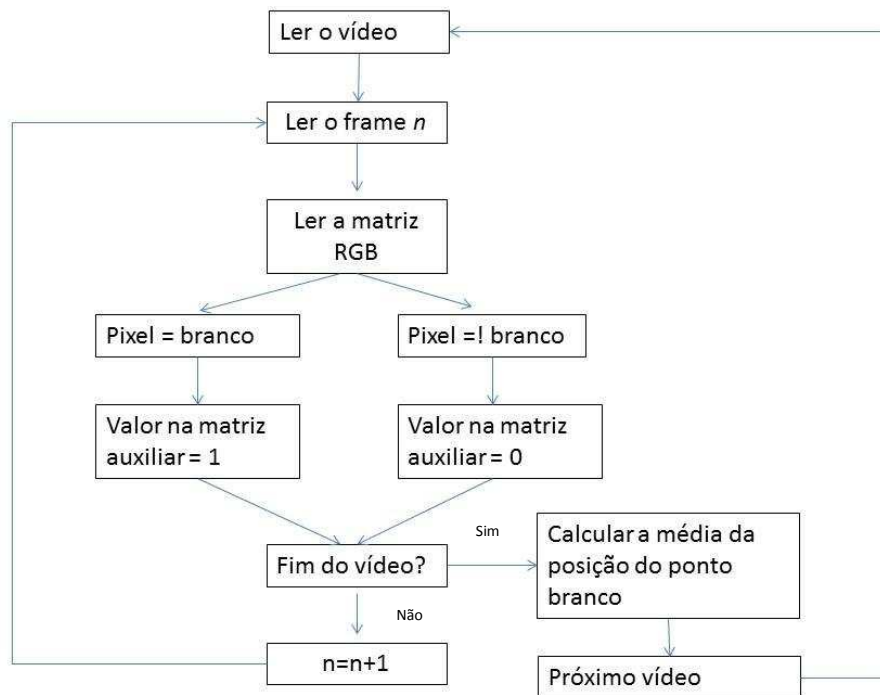 Ler o vídeo
Ler o frame n
Ler a matriz
RGB
Pixel = branco
Pixel =! branco
Valor na matriz
auxiliar = 1
Valor na matriz
auxiliar = 0
Fim do vídeo?
Sim
Calcular a média da
posição do ponto
branco
Não
n=n+1
Próximo vídeo